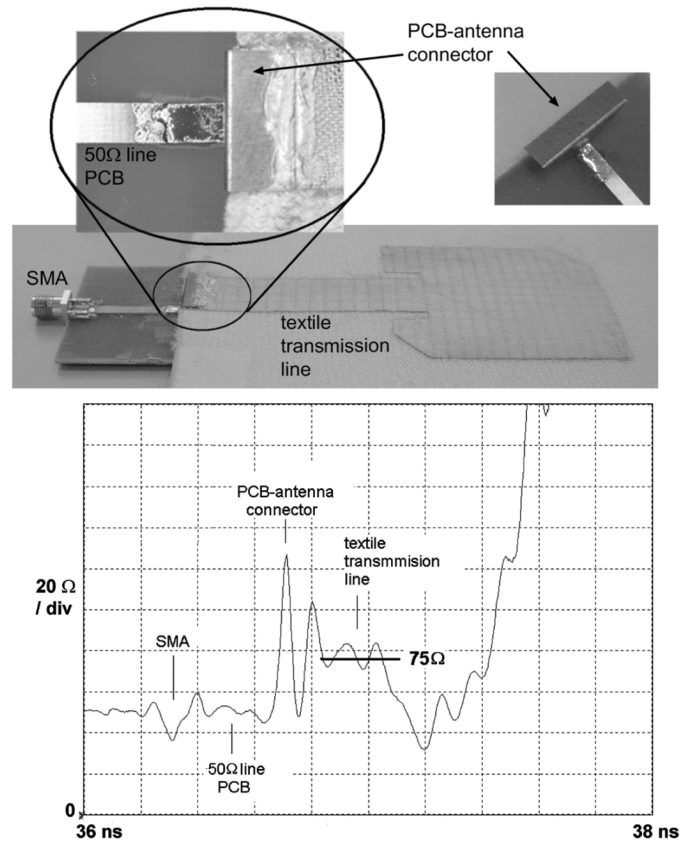 PCB-antenna
connector
50Ω line
PCB
SMA
textile
transmission
line
PCB-antenna
connector
textile
transmmision
line
20 Ω
/ div
SMA
75Ω
50Ω line
PCB
0
36 ns
38 ns